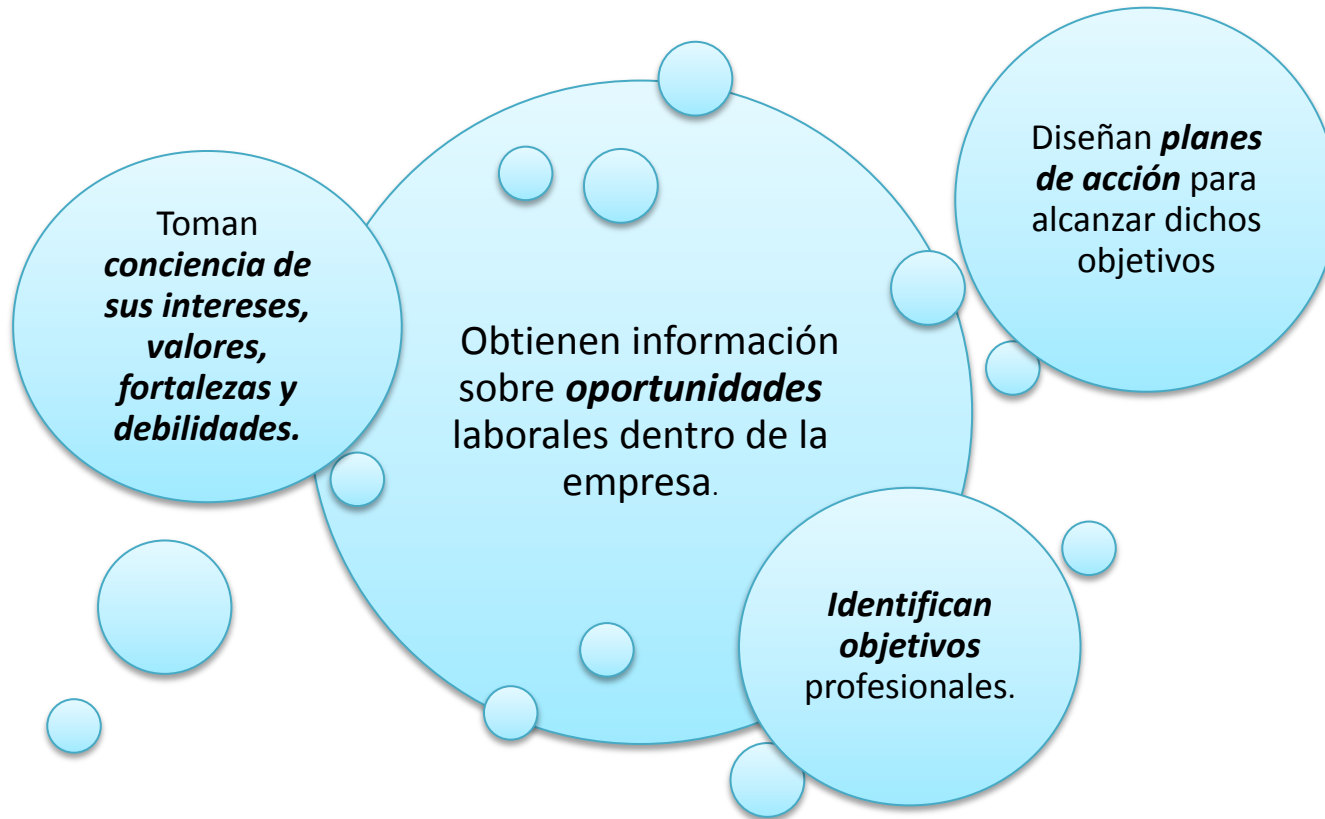 Toman
conciencia de
sus intereses,
valores,
fortalezas y
debilidades.
Obtienen información
sobre oportunidades
laborales dentro de la
empresa.
Identifican
objetivos
profesionales.
Diseñan planes
de acción para
alcanzar dichos
objetivos